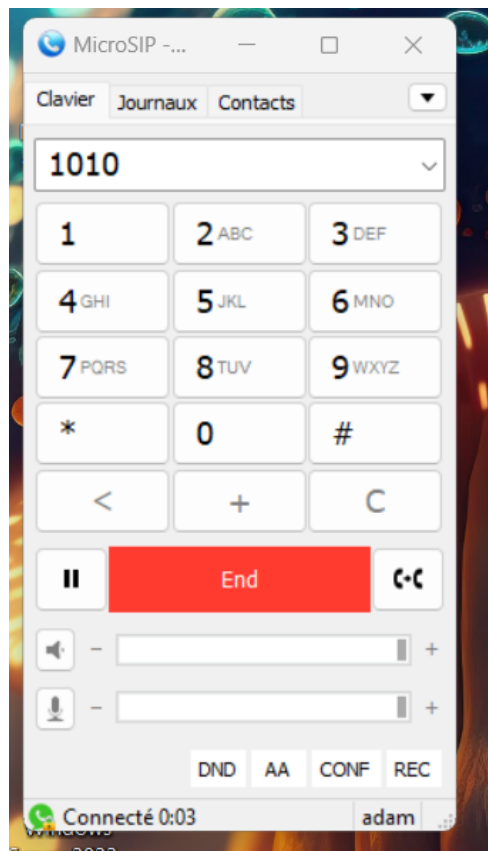 MicroSIP -...
Clavier Journaux Contacts
1010
1 2 ABC 3 DEF
4 GHI 5 JKL 6 MNO
7 PQRS 8 TUV 9 WXYZ
* 0 #
< + C
End
- +
- +
DND AA CONF REC
Connecté 0:03 adam